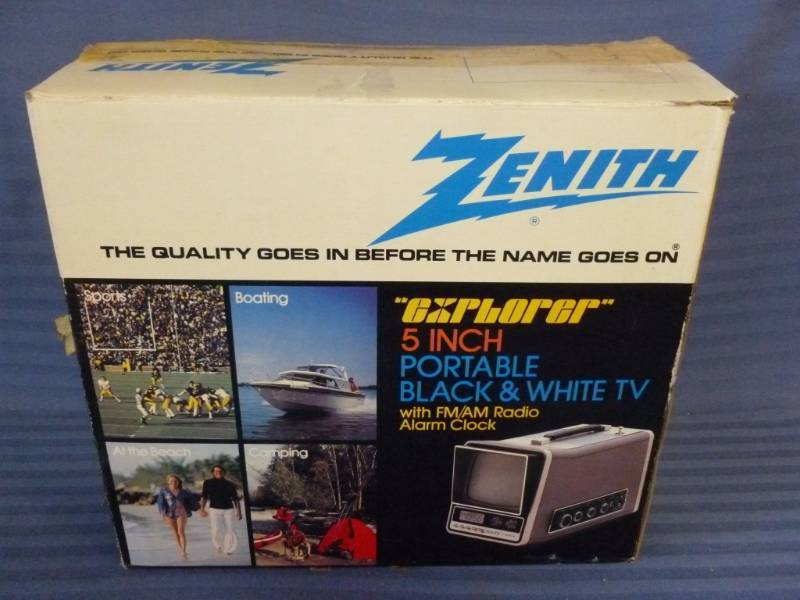 ZENITH
ZENITH
®
THE QUALITY GOES IN BEFORE THE NAME GOES ON®
Sports
Boating
At the Beach
Camping
"explorer"
5 INCH
PORTABLE
BLACK & WHITE TV
with FM/AM Radio
Alarm Clock